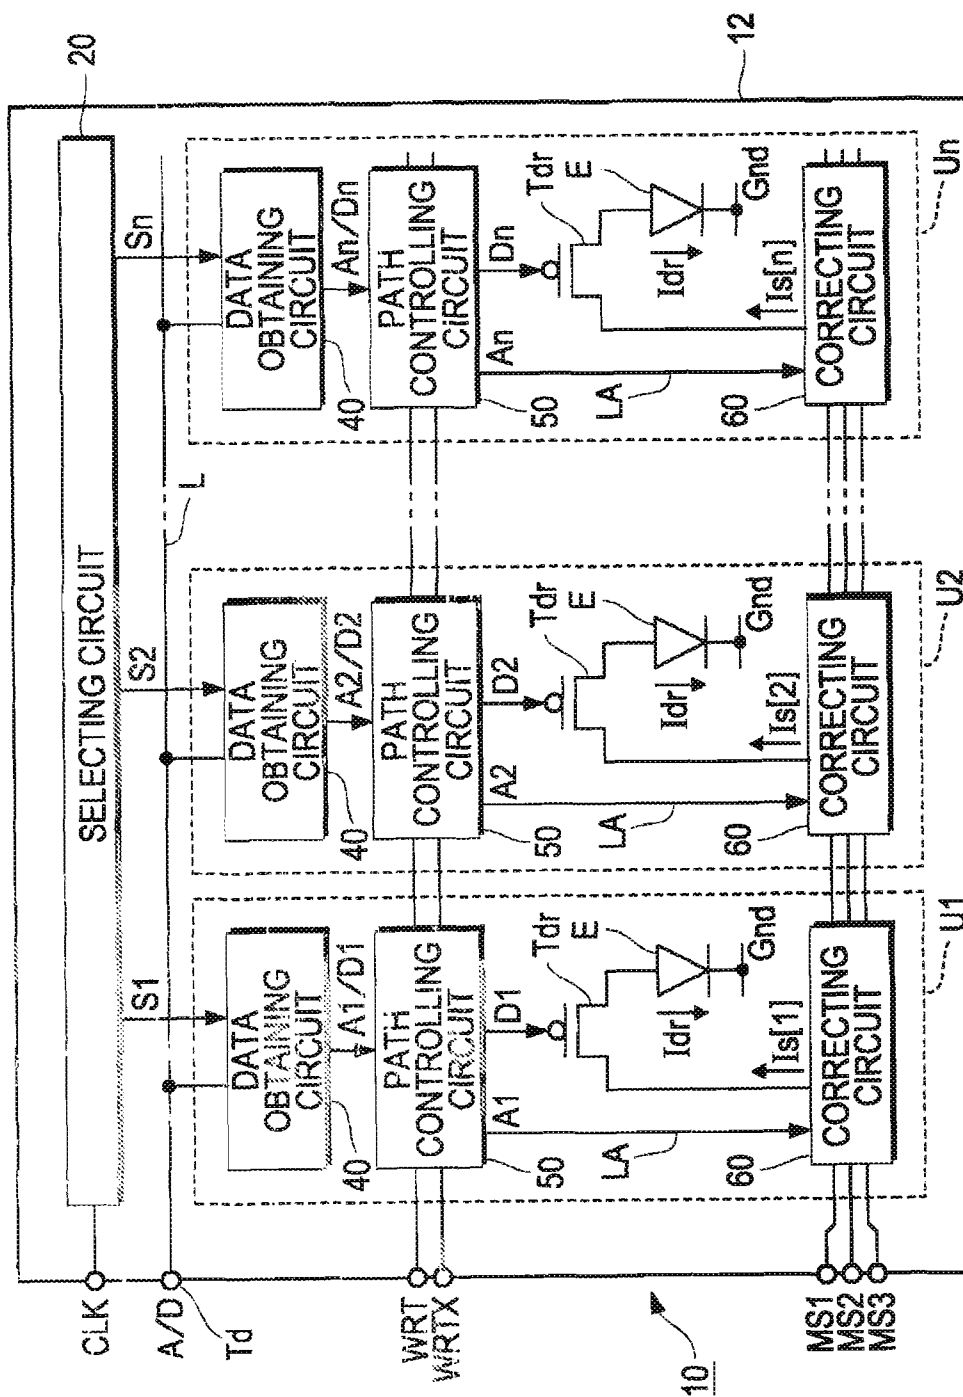 12
20
SELECTING CIRCUIT
S1
S2
Sn
L
CLK
A/D
Td
DATA
OBTAINING
CIRCUIT
40
DATA
OBTAINING
CIRCUIT
40
DATA
OBTAINING
CIRCUIT
40
A1/D1
A2/D2
An/Dn
WRT
WRTX
PATH
CONTROLLING
CIRCUIT
50
PATH
CONTROLLING
CIRCUIT
50
PATH
CONTROLLING
CIRCUIT
50
A1
D1
A2
D2
An
Dn
Tdr
E
Tdr
E
Tdr
E
LA
Idr
Gnd
LA
Idr
Gnd
LA
Idr
Gnd
Is[1]
Is[2]
Is[n]
60
60
60
MS1
MS2
MS3
CORRECTING
CIRCUIT
CORRECTING
CIRCUIT
CORRECTING
CIRCUIT
U1
U2
Un
10